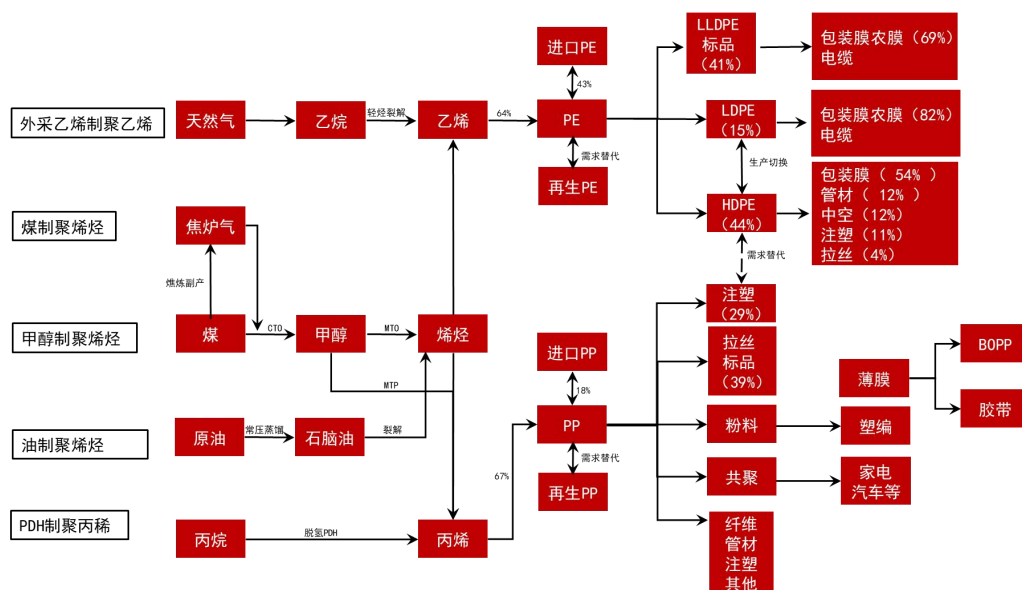 外采乙烯制聚乙烯
煤制聚烯烃
甲醇制聚烯烃
油制聚烯烃
PDH制聚丙稀
天然气
乙烷
轻烃裂解
乙烯
64%
进口PE
43%
PE
需求替代
再生PE
LLDPE
标品
(41%)
包装膜农膜（69%）
电缆
LDPE
(15%)
包装膜农膜（82%）
电缆
生产切换
HDPE
(44%)
包装膜（ 54% ）
管材（ 12% ）
中空（12%）
注塑（11%）
拉丝（4%）
需求替代
焦炉气
煤
CTO
甲醇
MTO
烯烃
MTP
原油
常压蒸馏
石脑油
裂解
丙烷
脱氢PDH
丙烯
67%
进口PP
18%
PP
需求替代
再生PP
注塑
(29%)
拉丝
标品
(39%)
粉料
塑编
共聚
家电
汽车等
纤维
管材
注塑
其他
薄膜
BOPP
胶带